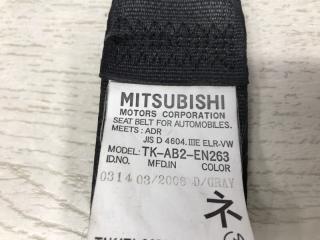 MITSUBISHI
MOTORS CORPORATION
SEAT BELT FOR AUTOMOBILES.
MEETS: ADR
JIS D 4604. IIIE ELR-VW
MODEL: TK-AB2-EN263
ID.NO. MFD.IN COLOR
0314 03/2006 D/GRAY
ネ